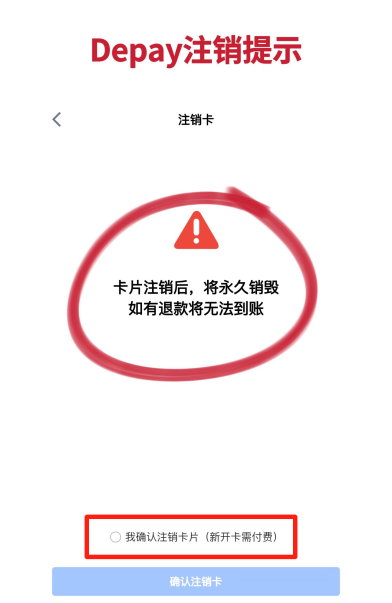 Depay注销提示
注销卡
卡片注销后，将永久销毁
如有退款将无法到账
我确认注销卡片（新开卡需付费）
确认注销卡